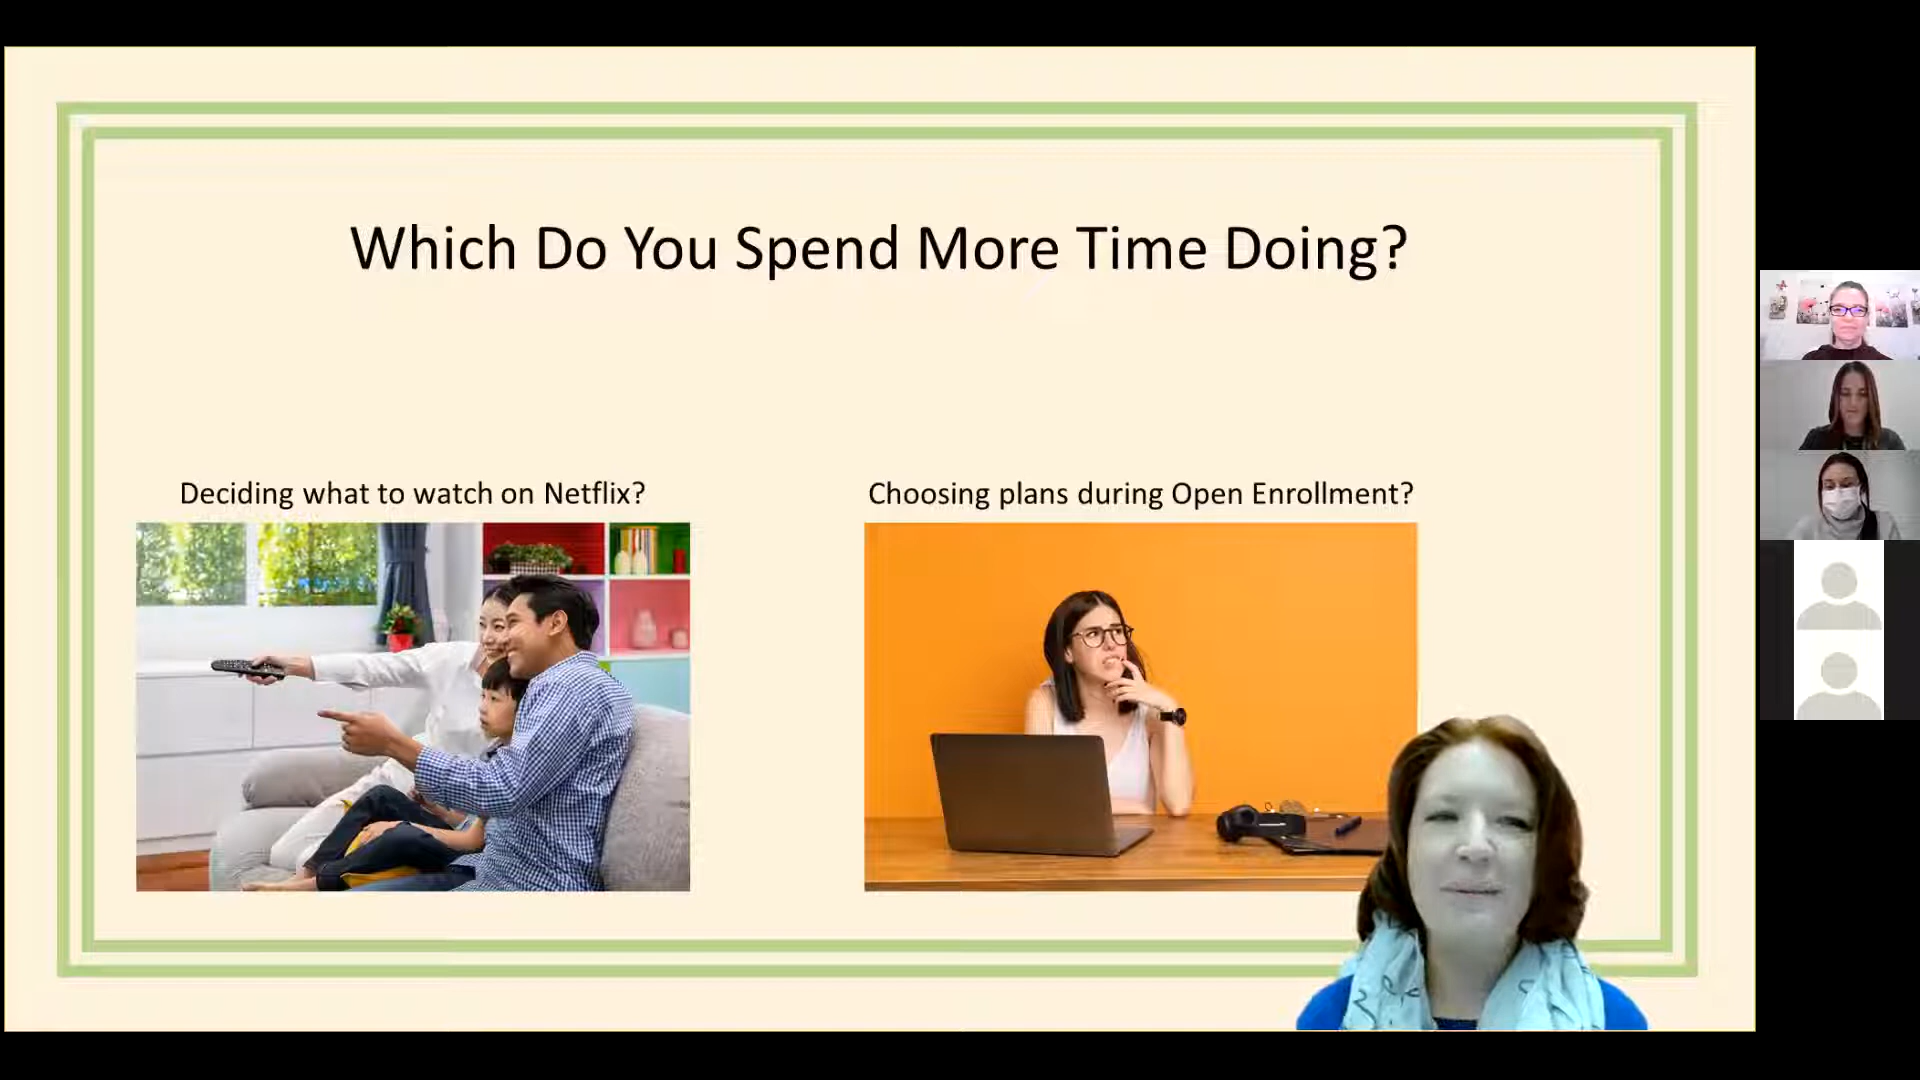 Which Do You Spend More Time Doing?
Deciding what to watch on Netflix?
Choosing plans during Open Enrollment?